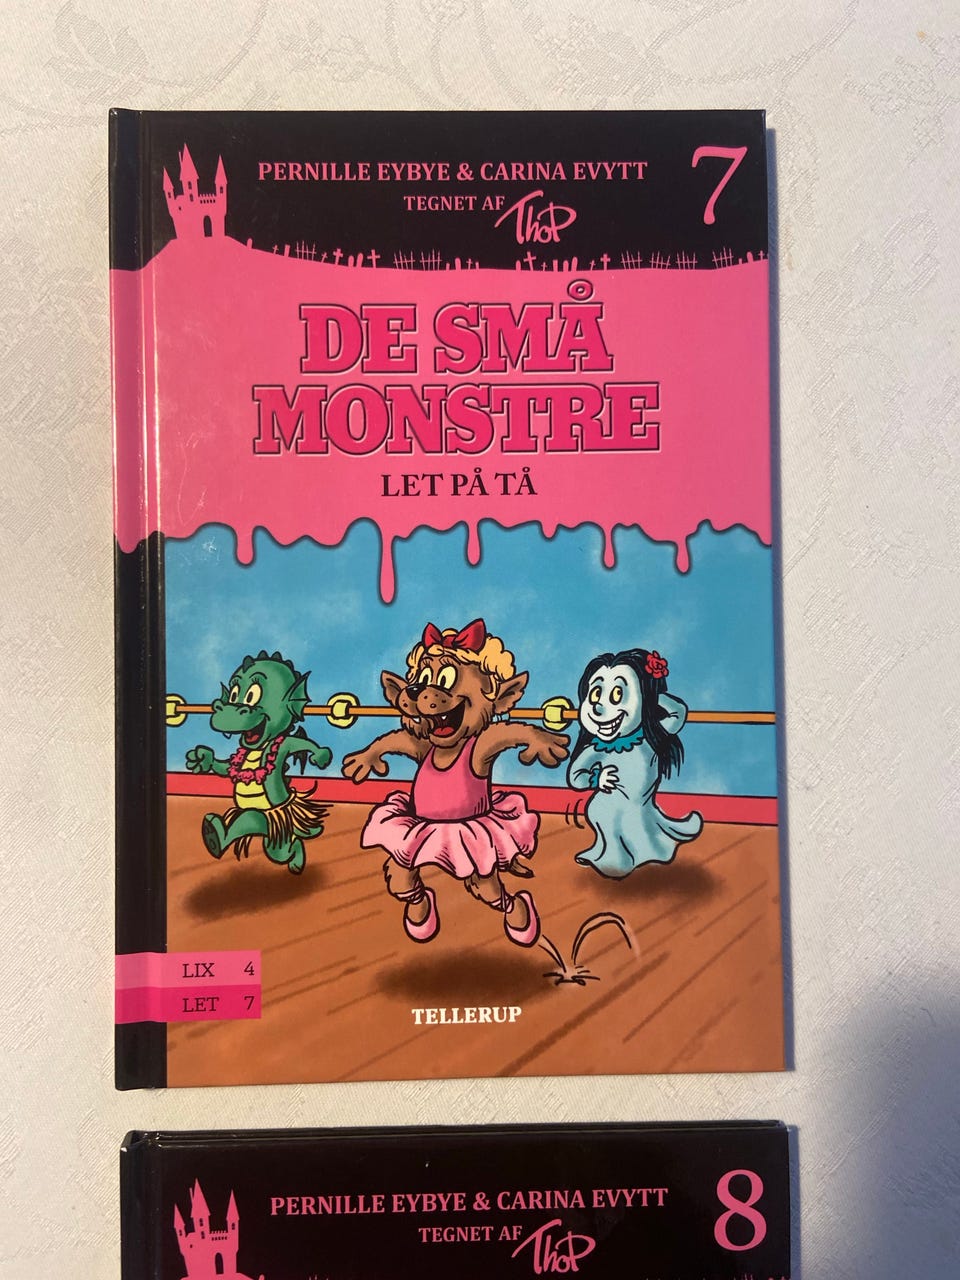 PERNILLE EYBYE & CARINA EVYTT
7
TEGNET AF ThoP
DE SMÅ
MONSTRE
LET PÅ TÅ
LIX 4
LET 7
TELLERUP
PERNILLE EYBYE & CARINA EVYTT
8
TEGNET AF ThoP